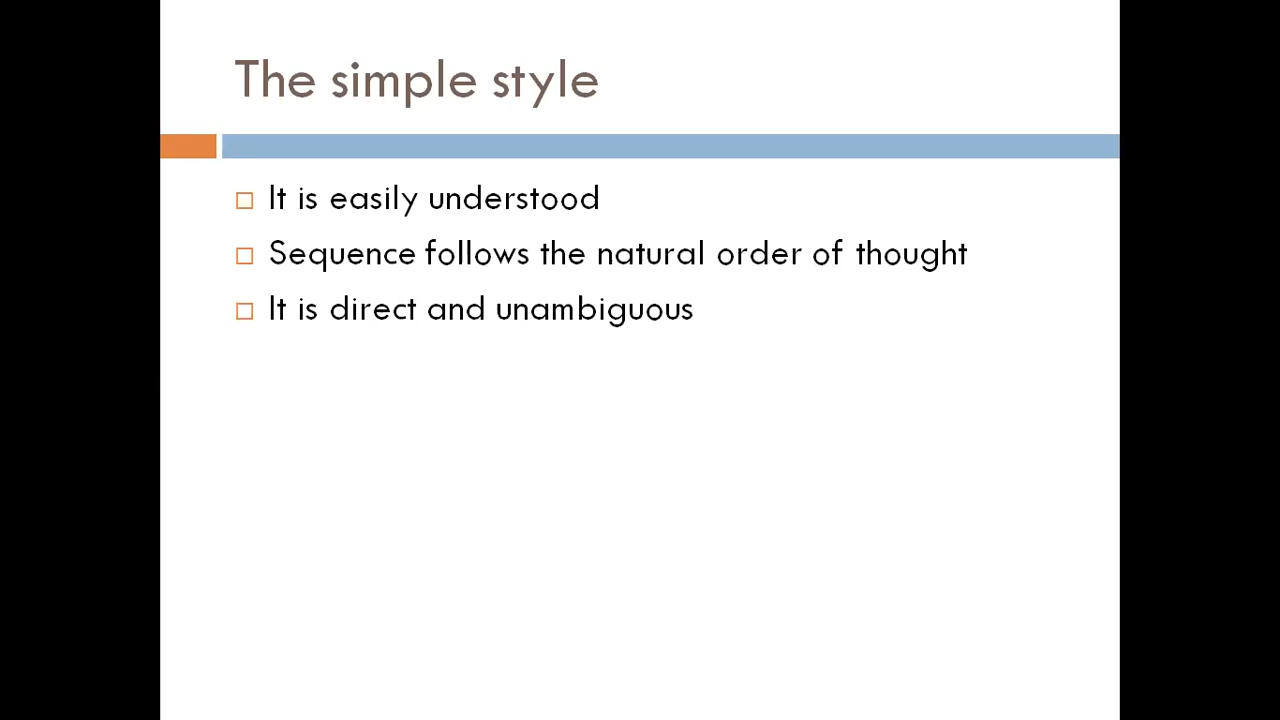 The simple style
It is easily understood
Sequence follows the natural order of thought
It is direct and unambiguous